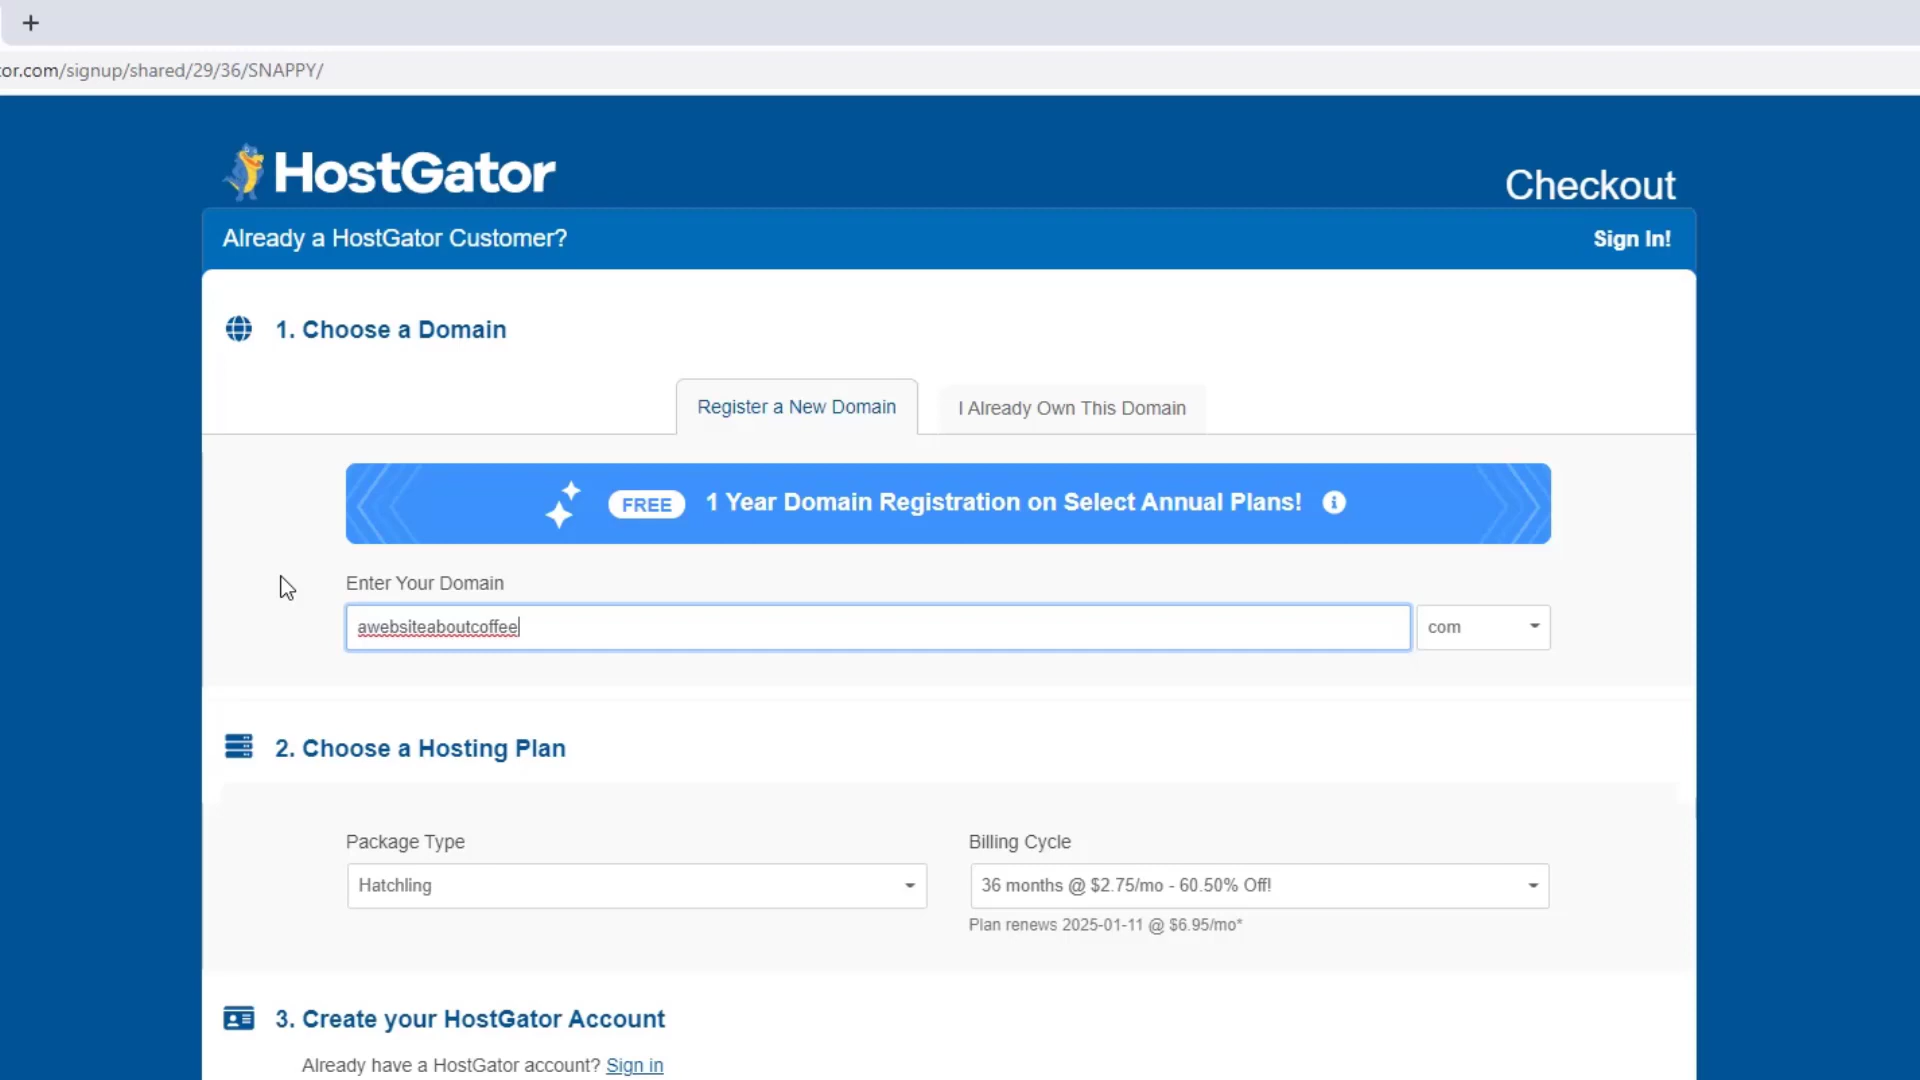 +
or.com/signup/shared/29/36/SNAPPY/
HostGator
Checkout
Already a HostGator Customer?
Sign In!
1. Choose a Domain
Register a New Domain
I Already Own This Domain
FREE 1 Year Domain Registration on Select Annual Plans!
Enter Your Domain
awebsiteaboutcoffee
com
2. Choose a Hosting Plan
Package Type
Billing Cycle
Hatchling
36 months @ $2.75/mo - 60.50% Off!
Plan renews 2025-01-11 @ $6.95/mo*
3. Create your HostGator Account
Already have a HostGator account? Sign in